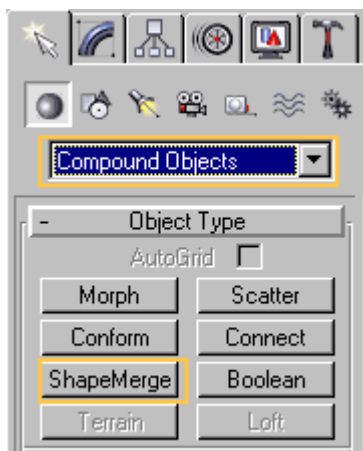 Compound Objects
- Object Type
AutoGrid
Morph Scatter
Conform Connect
ShapeMerge Boolean
Terrain Loft